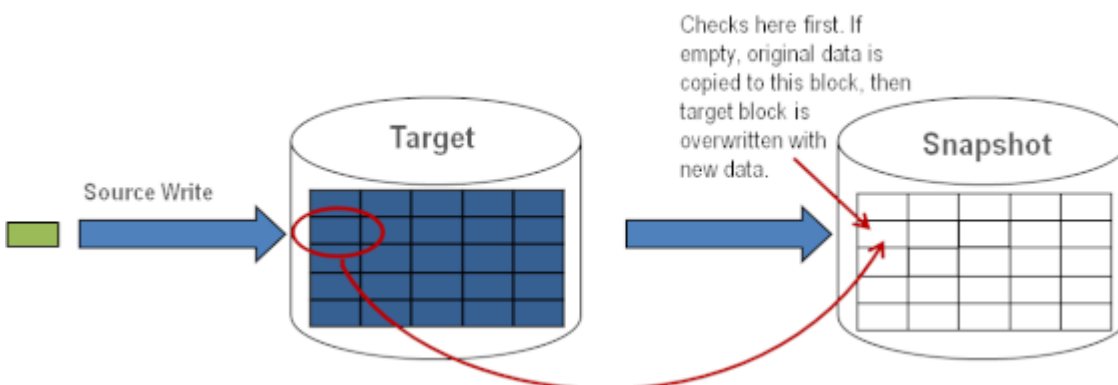 Checks here first. If
empty, original data is
copied to this block, then
target block is
overwritten with
new data.
Target
Snapshot
Source Write